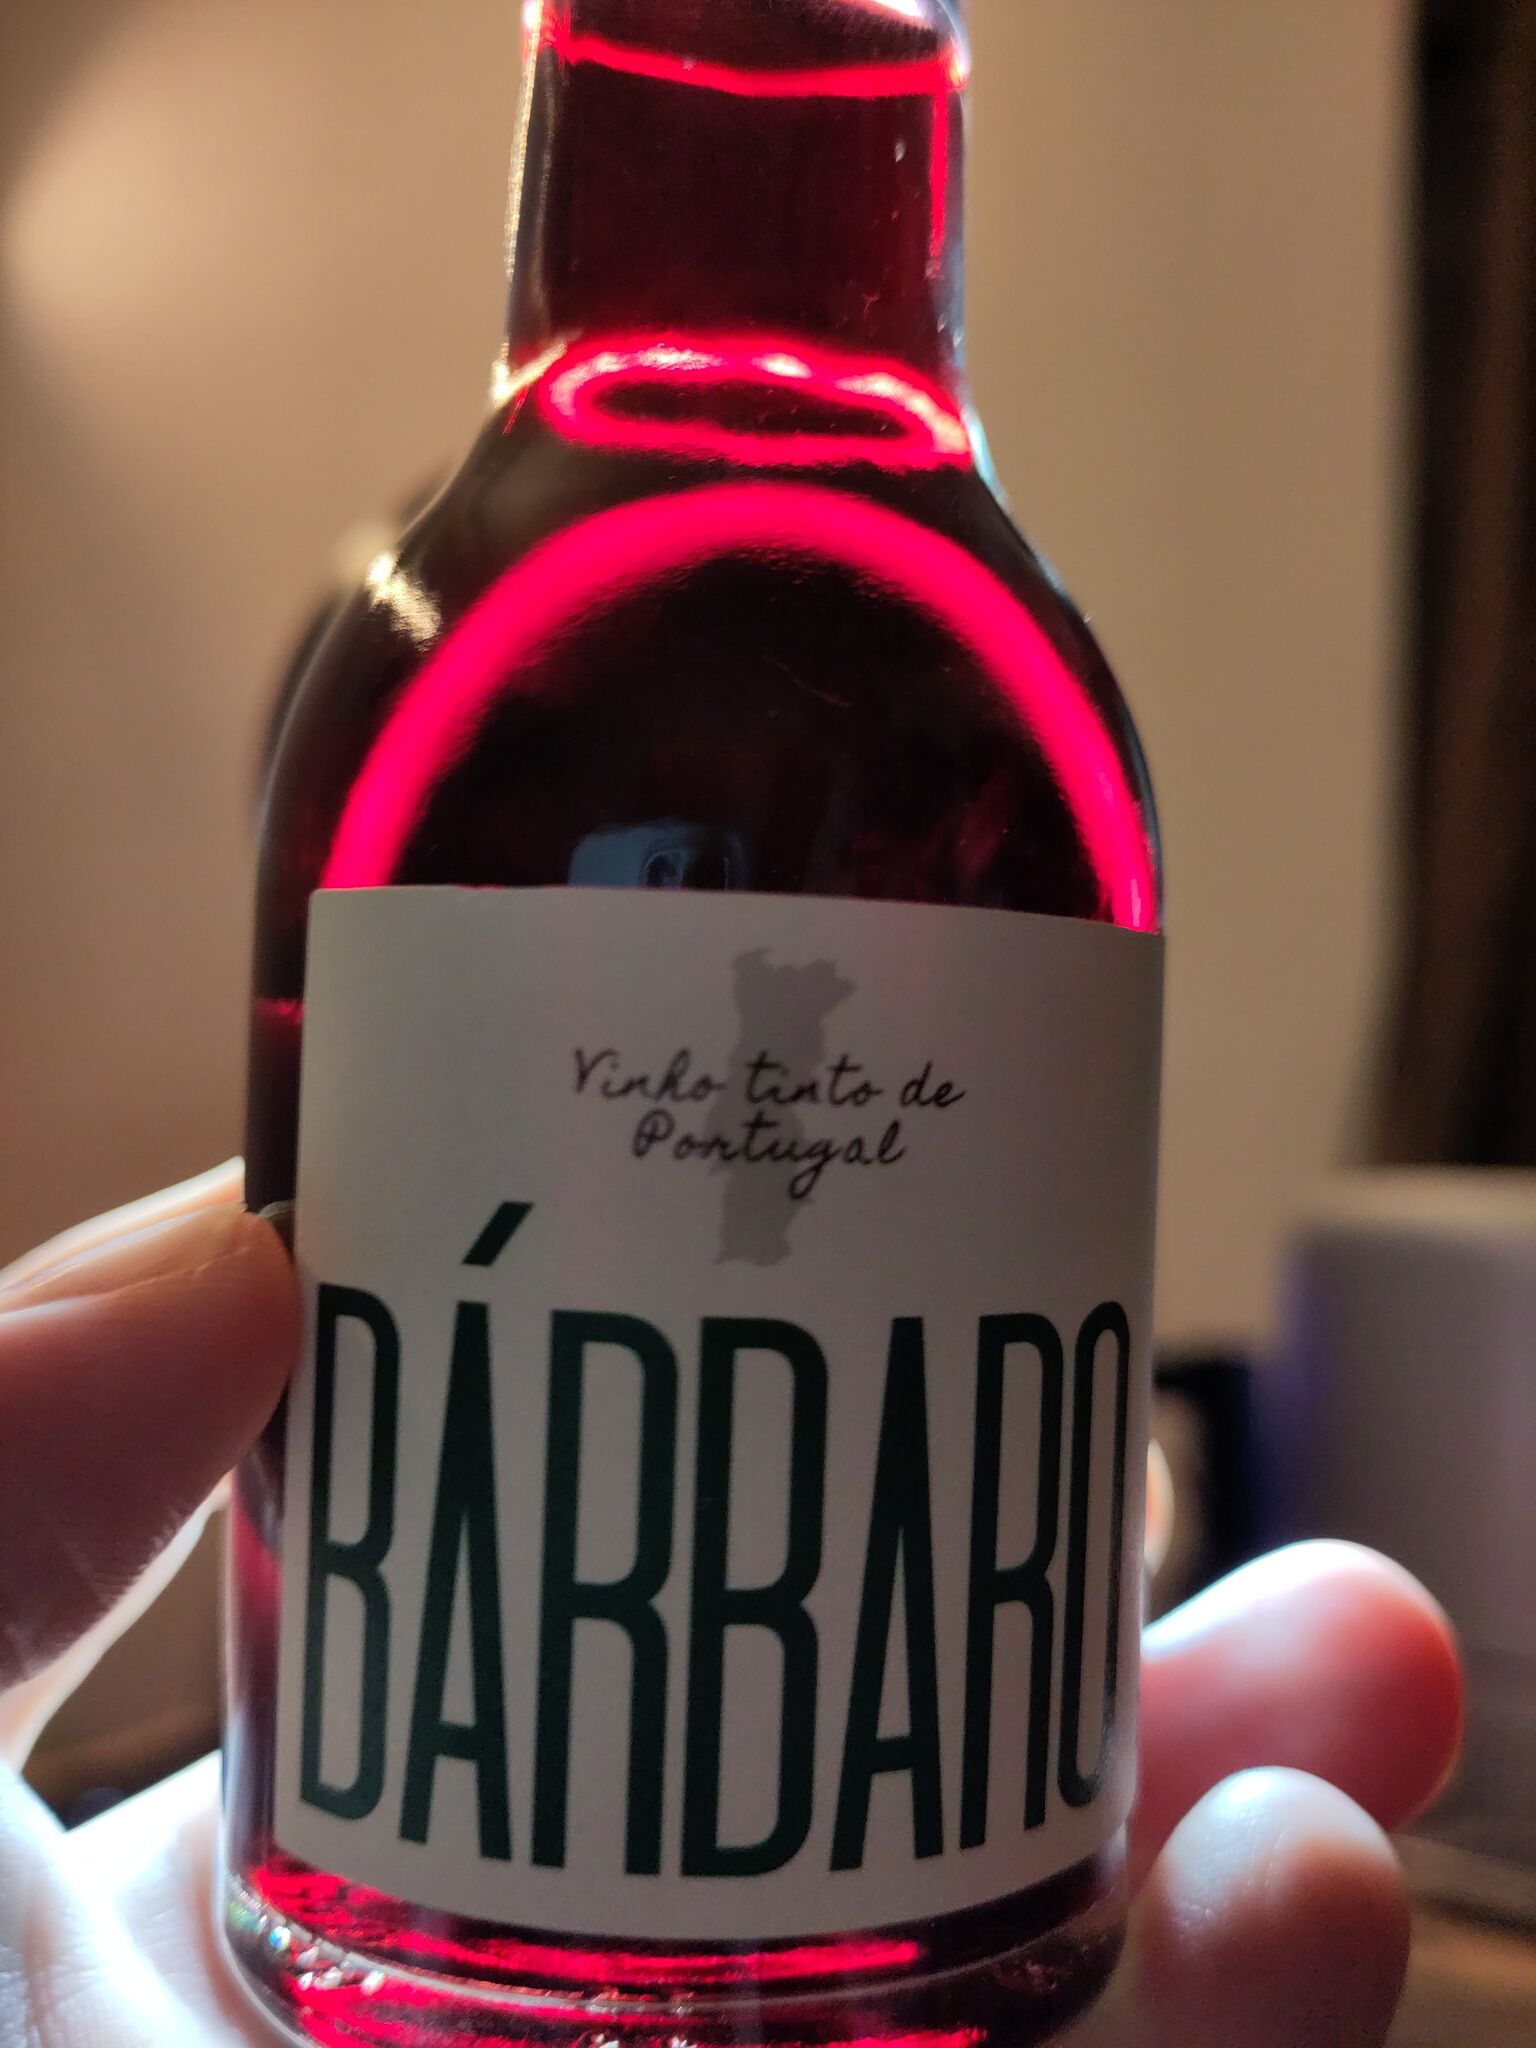 Vinho tinto de
Portugal
BÁRBARO